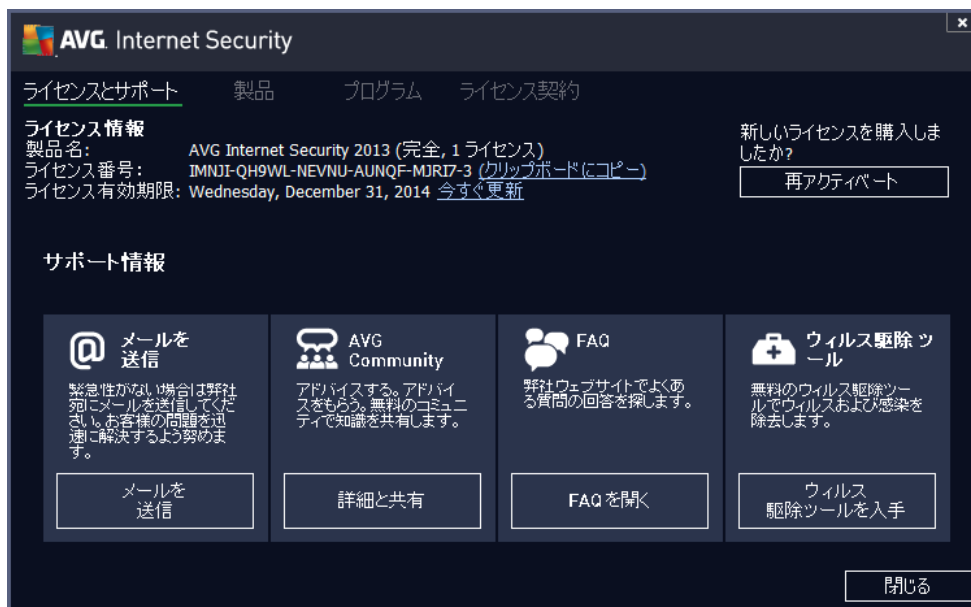 AVG. Internet Security
ライセンスとサポート 製品 プログラム ライセンス契約
ライセンス情報
製品名: AVG Internet Security 2013 (完全, 1 ライセンス)
ライセンス番号: IMNJI-QH9WL-NEVNU-AUNQF-MJRI7-3 (クリップボードにコピー)
ライセンス有効期限: Wednesday, December 31, 2014 今すぐ更新
新しいライセンスを購入しま
したか?
再アクティベート
サポート情報
メールを
送信
緊急性がない場合は弊社
宛にメールを送信してくだ
さい。お客様の問題を迅
速に解決するよう努めま
す。
メールを
送信
AVG
Community
アドバイスする。アドバイ
スをもらう。無料のコミュニ
ティで知識を共有します。
詳細と共有
FAQ
弊社ウェブサイトでよくあ
る質問の回答を探します。
FAQ を開く
ウィルス駆除 ツ
ール
無料のウィルス駆除ツー
ルでウィルスおよび感染を
除去します。
ウィルス
駆除ツールを入手
閉じる